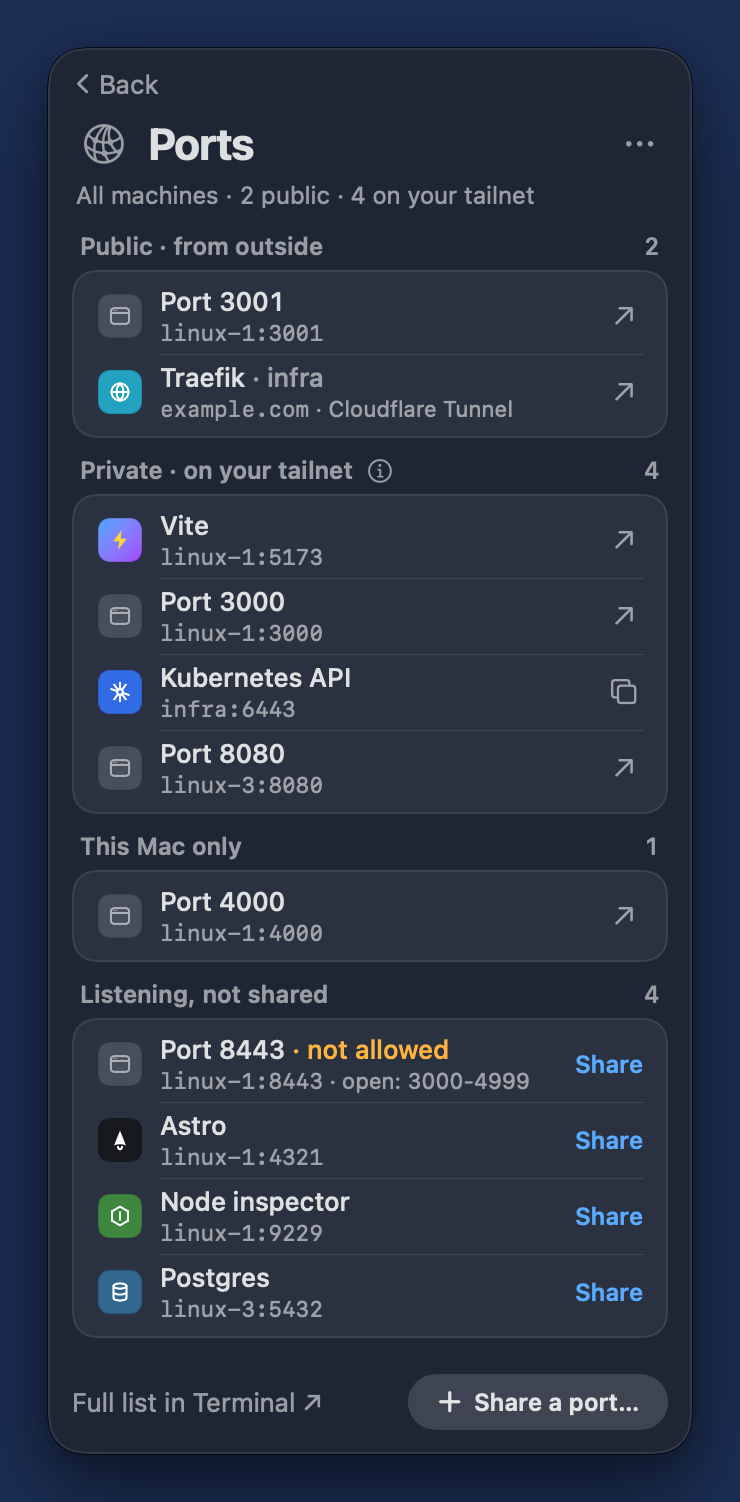 Back
Ports
All machines · 2 public · 4 on your tailnet
Public · from outside 2
Port 3001
linux-1:3001
Traefik · infra
example.com · Cloudflare Tunnel
Private · on your tailnet 4
Vite
linux-1:5173
Port 3000
linux-1:3000
Kubernetes API
infra:6443
Port 8080
linux-3:8080
This Mac only 1
Port 4000
linux-1:4000
Listening, not shared 4
Port 8443 · not allowed
linux-1:8443 · open: 3000-4999
Share
Astro
linux-1:4321
Share
Node inspector
linux-1:9229
Share
Postgres
linux-3:5432
Share
Full list in Terminal ↗
+ Share a port...